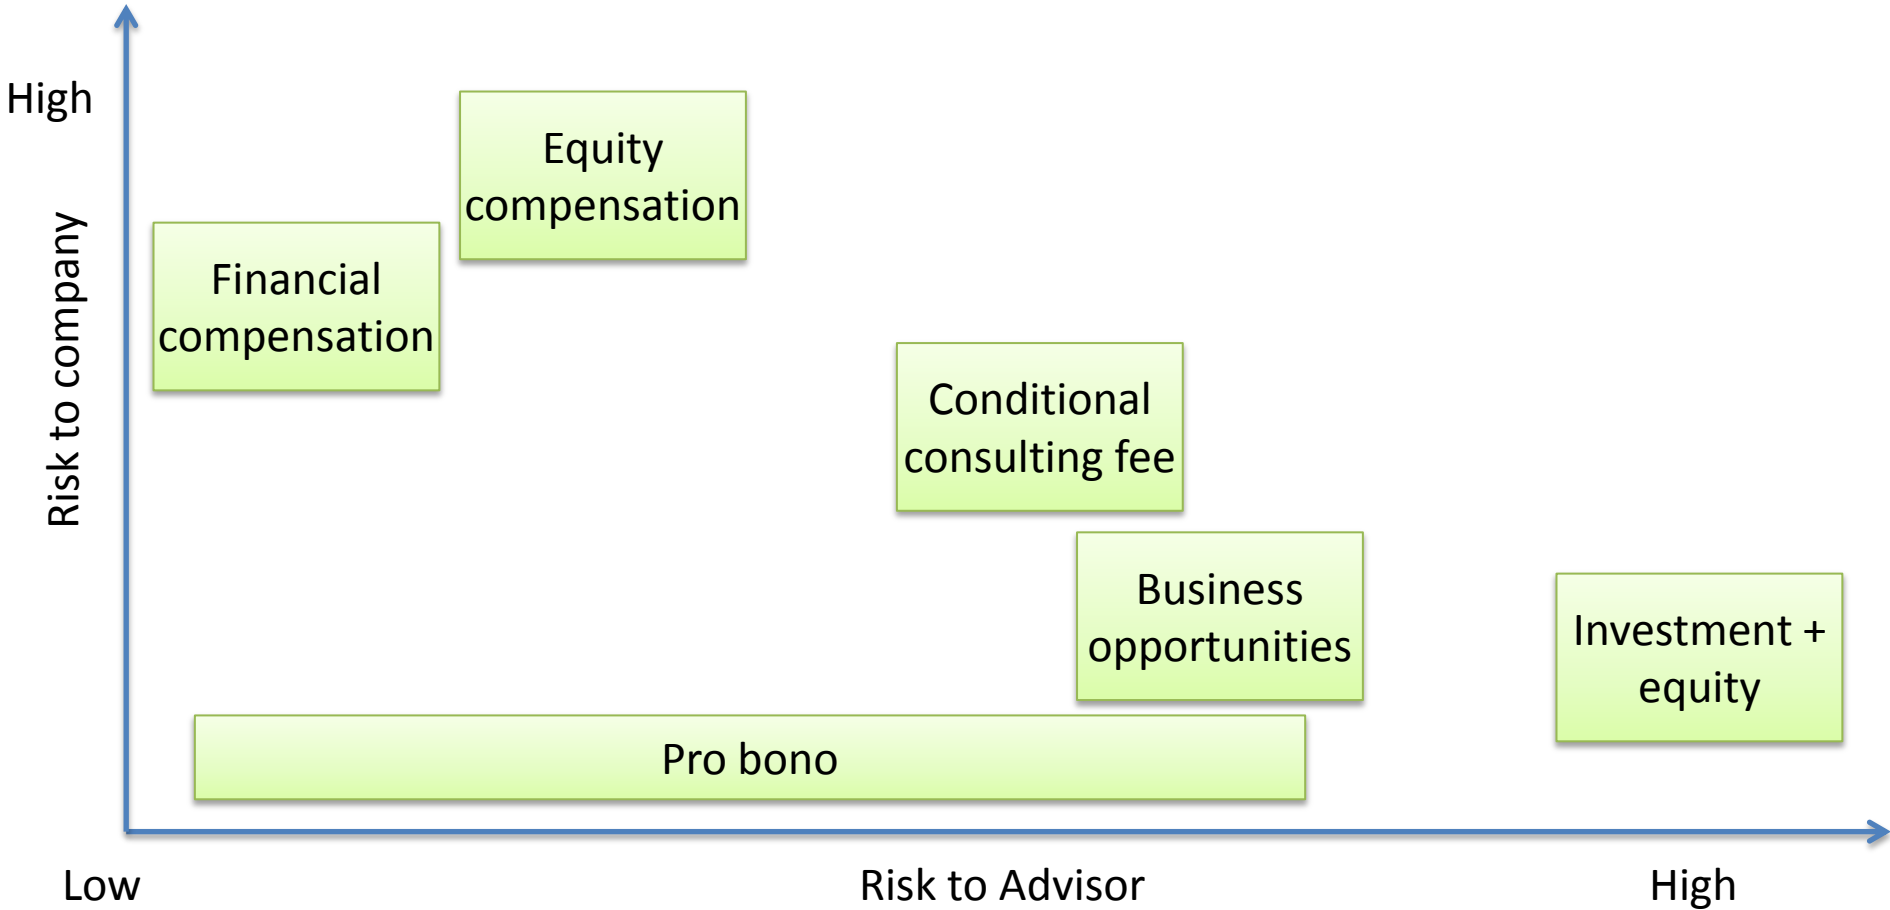 High
Equity
compensation
Financial
compensation
Risk to company
Conditional
consulting fee
Business
opportunities
Investment +
equity
Pro bono
Low
Risk to Advisor
High